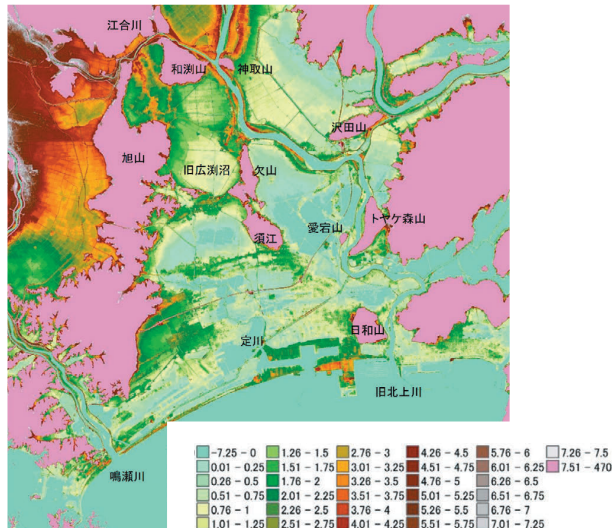 江合川
和渕山
神取山
沢田山
旭山
旧広渕沼
欠山
トヤケ森山
愛宕山
須江
日和山
定川
旧北上川
鳴瀬川
-7.25 - 0
0.01 - 0.25
0.26 - 0.5
0.51 - 0.75
0.76 - 1
1.01 - 1.25
1.26 - 1.5
1.51 - 1.75
1.76 - 2
2.01 - 2.25
2.26 - 2.5
2.51 - 2.75
2.76 - 3
3.01 - 3.25
3.26 - 3.5
3.51 - 3.75
3.76 - 4
4.01 - 4.25
4.26 - 4.5
4.51 - 4.75
4.76 - 5
5.01 - 5.25
5.26 - 5.5
5.51 - 5.75
5.76 - 6
6.01 - 6.25
6.26 - 6.5
6.51 - 6.75
6.76 - 7
7.01 - 7.25
7.26 - 7.5
7.51 - 470